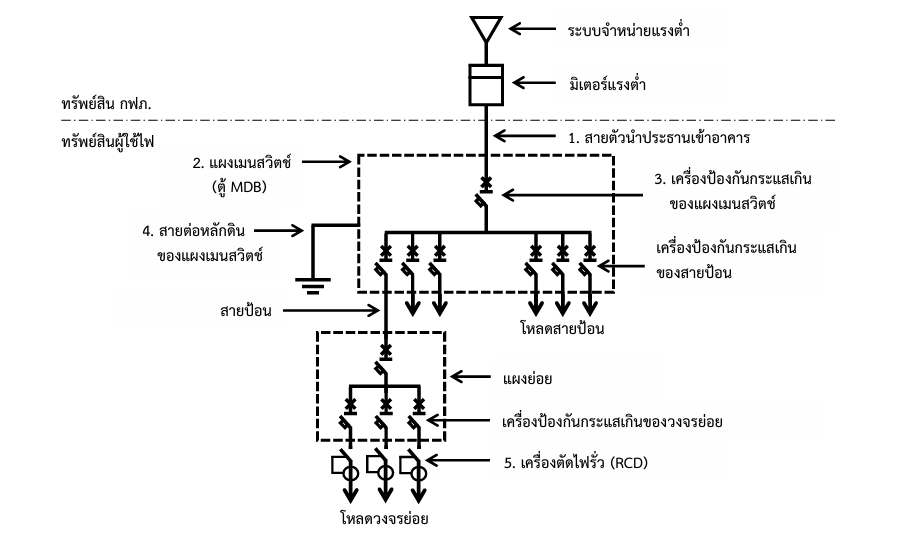 ระบบจำหน่ายแรงต่ำ
มิเตอร์แรงต่ำ
ทรัพย์สิน กฟภ.
ทรัพย์สินผู้ใช้ไฟ
1. สายตัวนำประธานเข้าอาคาร
2. แผงเมนสวิตช์
(ตู้ MDB)
3. เครื่องป้องกันกระแสเกิน
ของแผงเมนสวิตช์
4. สายต่อหลักดิน
ของแผงเมนสวิตช์
เครื่องป้องกันกระแสเกิน
ของสายป้อน
สายป้อน
โหลดสายป้อน
แผงย่อย
เครื่องป้องกันกระแสเกินของวงจรย่อย
5. เครื่องตัดไฟรั่ว (RCD)
โหลดวงจรย่อย